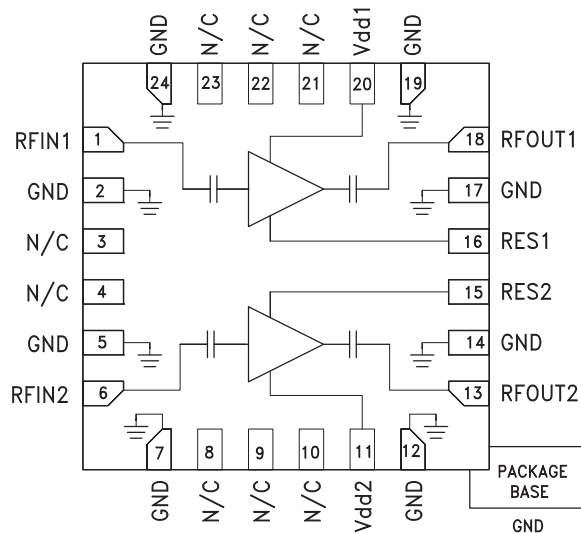 GND
N/C
N/C
N/C
Vdd1
GND
24
23
22
21
20
19
RFIN1
1
18
RFOUT1
GND
2
17
GND
N/C
3
16
RES1
N/C
4
15
RES2
GND
5
14
GND
RFIN2
6
13
RFOUT2
7
8
9
10
11
12
GND
N/C
N/C
N/C
Vdd2
GND
PACKAGE
BASE
GND